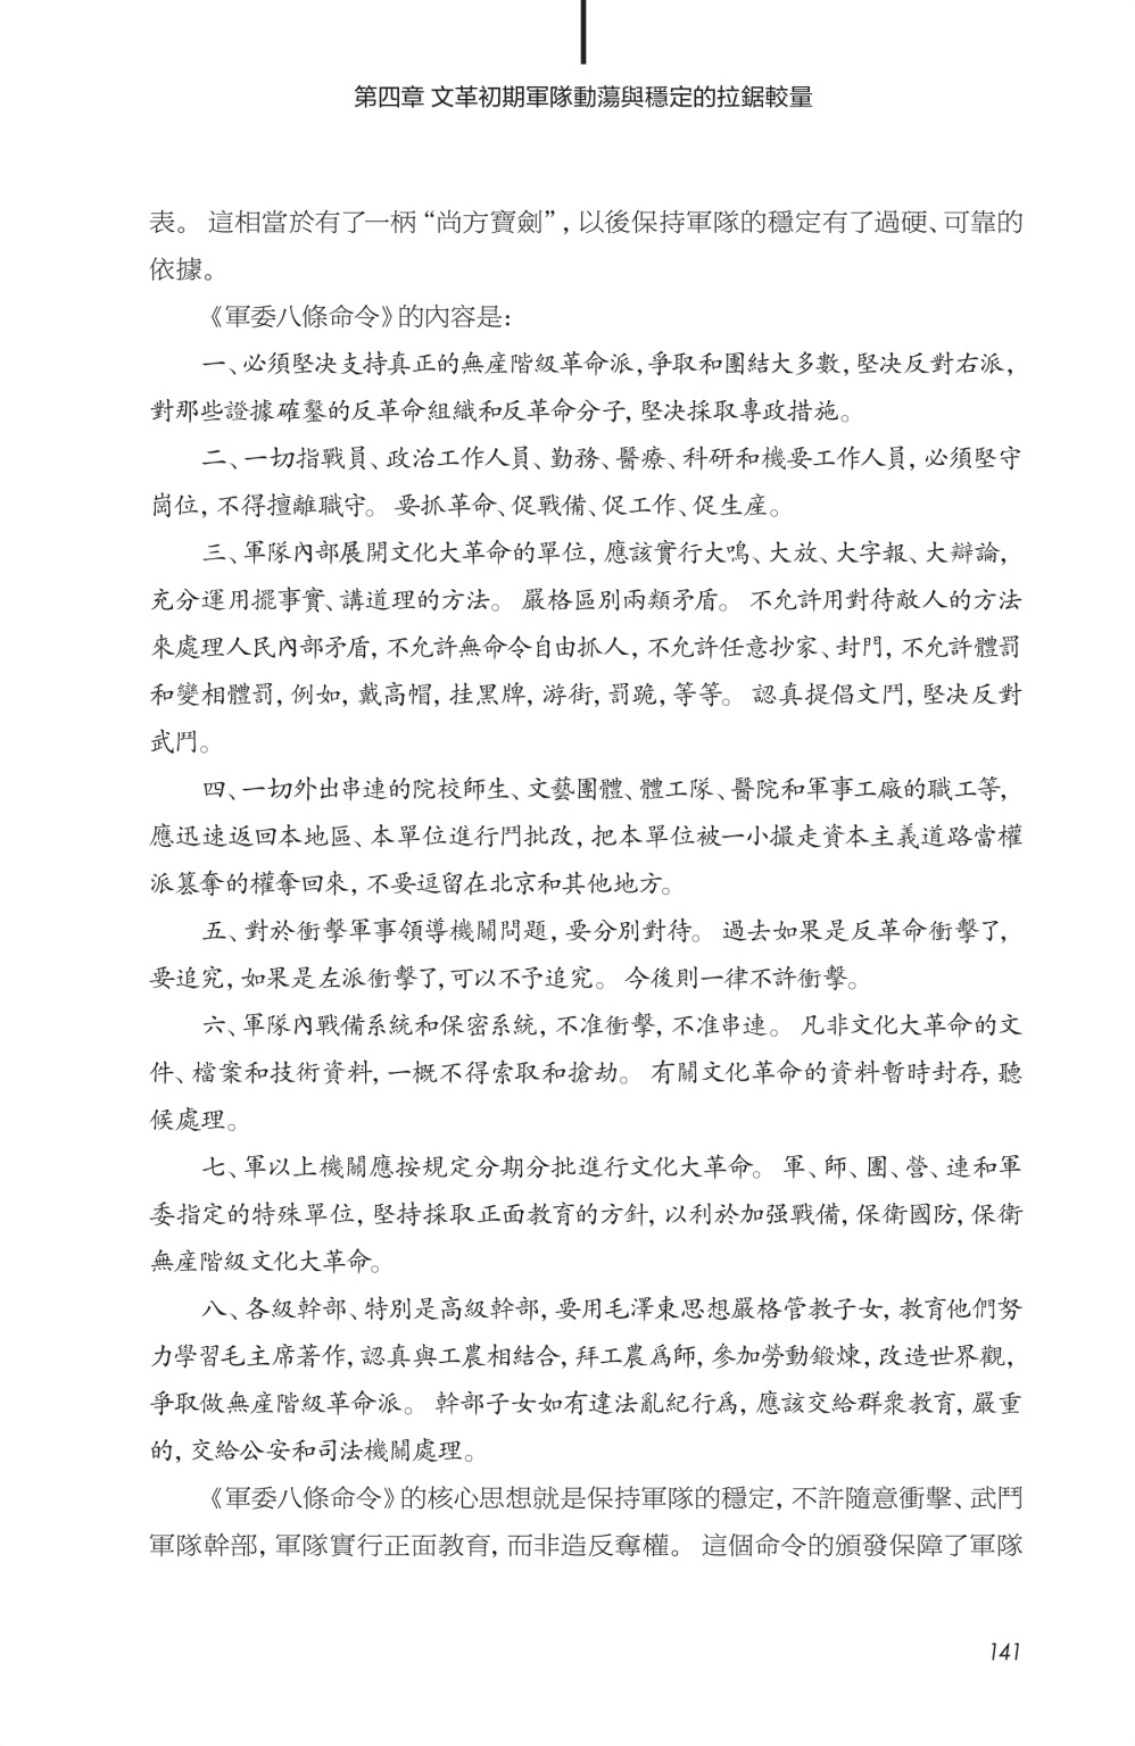 第四章 文革初期軍隊動蕩與穩定的拉鋸較量
表。 這相當於有了一柄“尚方寶劍”,以後保持軍隊的穩定有了過硬、可靠的
依據。
《軍委八條命令》的內容是:
一、必須堅决支持真正的無産階級革命派,爭取和團結大多數,堅决反對右派,
對那些證據確鑿的反革命組織和反革命分子,堅决採取專政措施。
二、一切指戰員、政治工作人員、勤務、醫療、科研和機要工作人員,必須堅守
崗位,不得擅離職守。 要抓革命、促戰備、促工作、促生産。
三、軍隊內部展開文化大革命的單位,應該實行大鳴、大放、大字報、大辯論,
充分運用擺事實、講道理的方法。 嚴格區別兩類矛盾。 不允許用對待敵人的方法
來處理人民內部矛盾,不允許無命令自由抓人,不允許任意抄家、封門,不允許體罰
和變相體罰,例如,戴高帽,挂黑牌,游街,罰跪,等等。 認真提倡文鬥,堅决反對
武鬥。
四、一切外出串連的院校師生、文藝團體、體工隊、醫院和軍事工廠的職工等,
應迅速返回本地區、本單位進行鬥批改,把本單位被一小撮走資本主義道路當權
派篡奪的權奪回來,不要逗留在北京和其他地方。
五、對於衝擊軍事領導機關問題,要分別對待。 過去如果是反革命衝擊了,
要追究,如果是左派衝擊了,可以不予追究。 今後則一律不許衝擊。
六、軍隊內戰備系統和保密系統,不准衝擊,不准串連。 凡非文化大革命的文
件、檔案和技術資料,一概不得索取和搶劫。 有關文化革命的資料暫時封存,聽
候處理。
七、軍以上機關應按規定分期分批進行文化大革命。 軍、師、團、營、連和軍
委指定的特殊單位,堅持採取正面教育的方針,以利於加强戰備,保衛國防,保衛
無産階級文化大革命。
八、各級幹部、特別是高級幹部,要用毛澤東思想嚴格管教子女,教育他們努
力學習毛主席著作,認真與工農相結合,拜工農爲師,參加勞動鍛煉,改造世界觀,
爭取做無産階級革命派。 幹部子女如有違法亂紀行爲,應該交給群衆教育,嚴重
的,交給公安和司法機關處理。
《軍委八條命令》的核心思想就是保持軍隊的穩定,不許隨意衝擊、武鬥
軍隊幹部,軍隊實行正面教育,而非造反奪權。 這個命令的頒發保障了軍隊
141